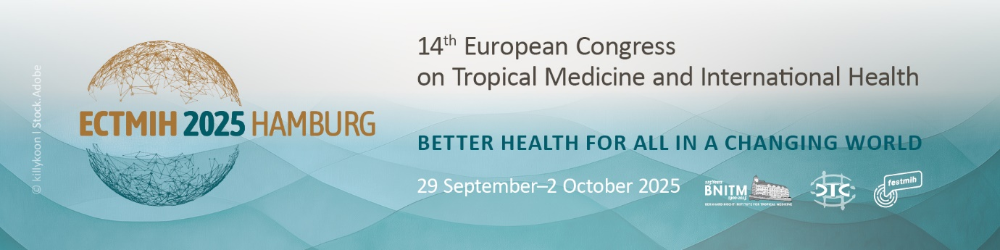 © killykoon | Stock.Adobe
ECTMIH 2025 HAMBURG
14th European Congress
on Tropical Medicine and International Health
BETTER HEALTH FOR ALL IN A CHANGING WORLD
29 September–2 October 2025
125 Years
BNITM
1900-2025
BERNHARD NOCHT INSTITUTE FOR TROPICAL MEDICINE
DTG
festmih